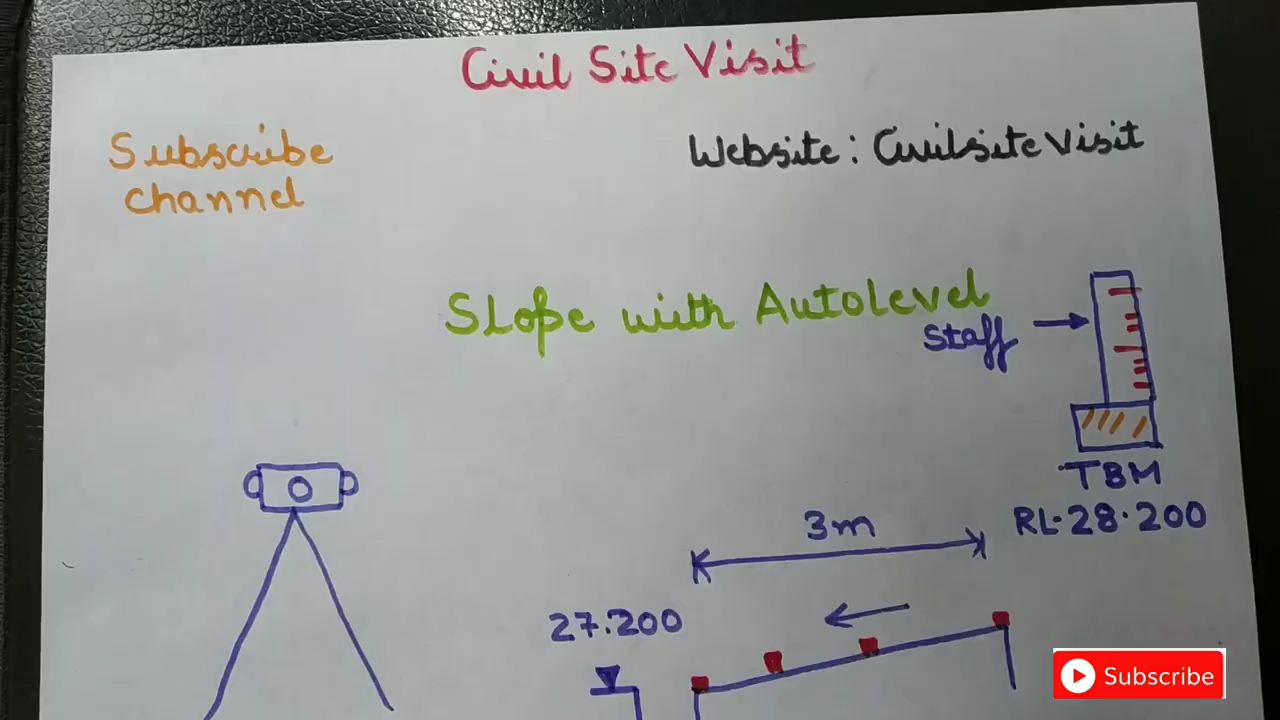 Civil Site Visit
Subscribe
channel
Website: CivilsiteVisit
Slope with Autolevel
Staff
TBM
RL.28.200
3m
27.200
Subscribe